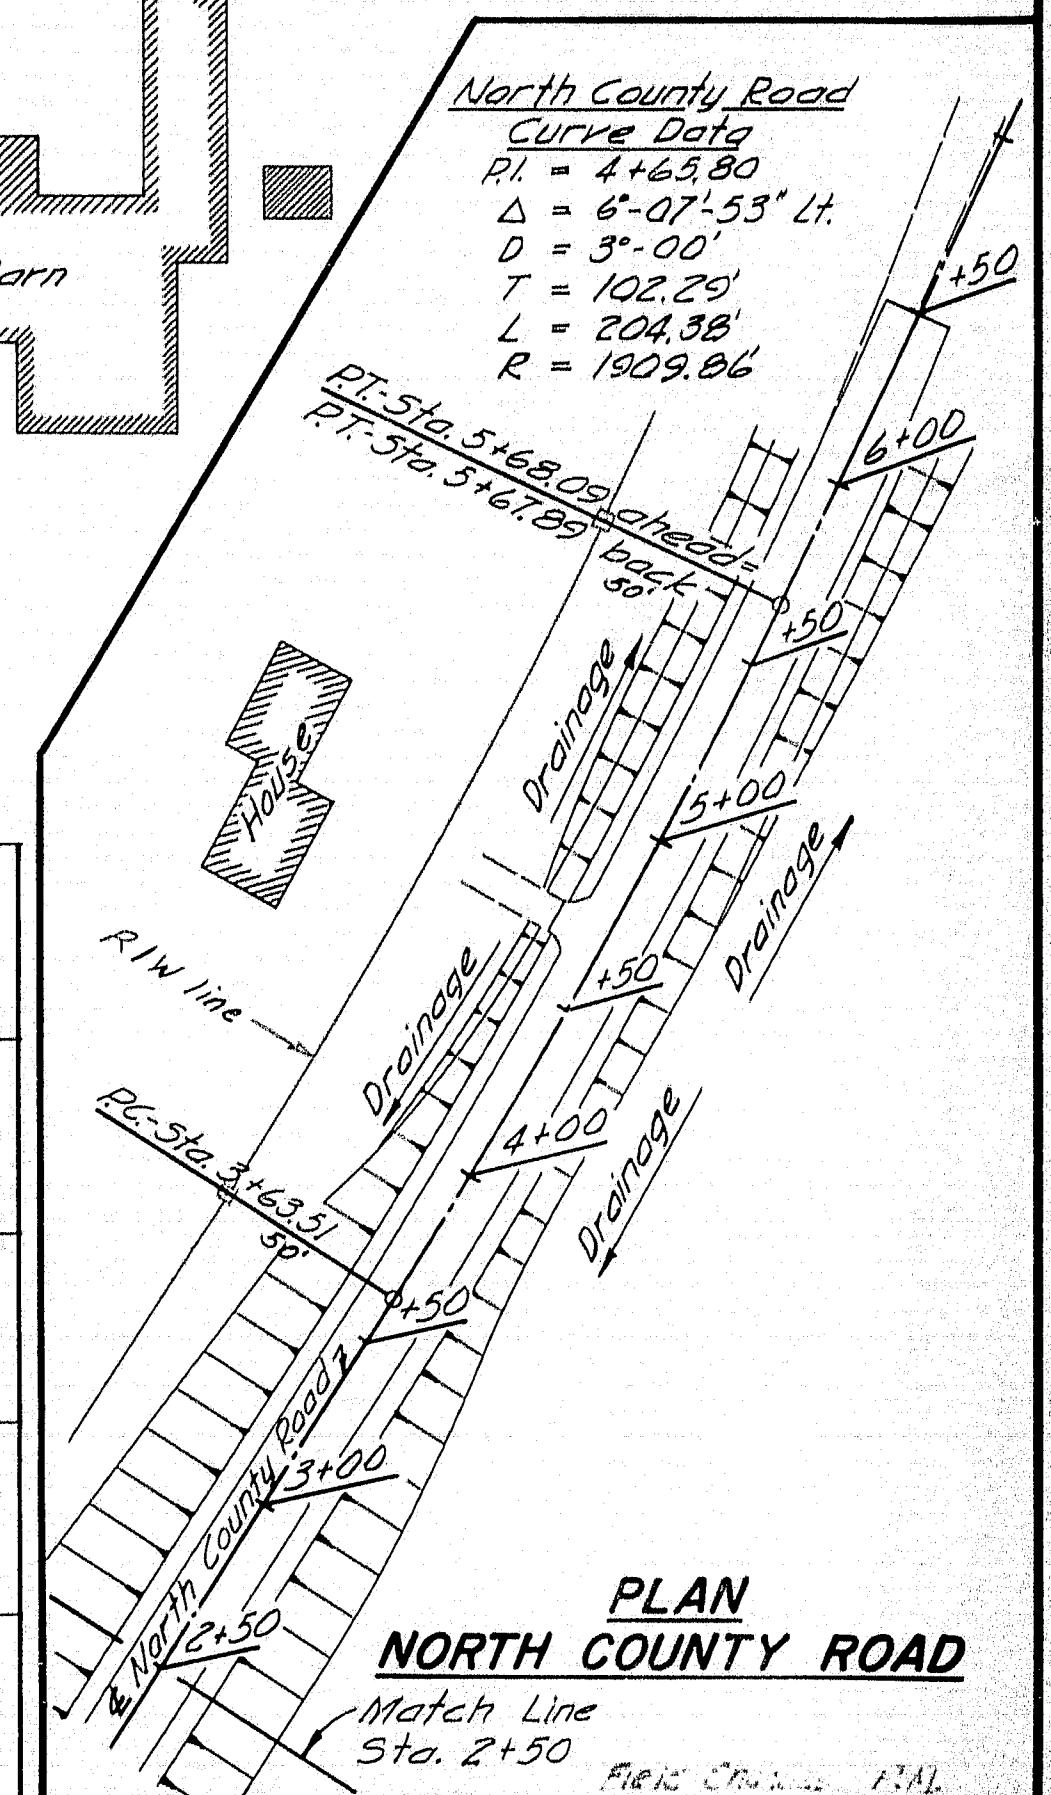 North County Road
Curve Data
P.I. = 4+65.80
Δ = 6°-07'-53" Lt.
D = 3°-00'
T = 102.29'
L = 204.38'
R = 1909.86'
+50
P.T.-Sta. 5+68.09 ahead=
P.T.-Sta. 5+67.89 back
50'
6+00
+50
Drainage
House
5+00
Drainage
R/W line
+50
Drainage
P.C.-Sta. 3+63.51
50'
4+00
Drainage
+50
℄ North County Road
3+00
2+50
PLAN
NORTH COUNTY ROAD
Match Line
Sta. 2+50